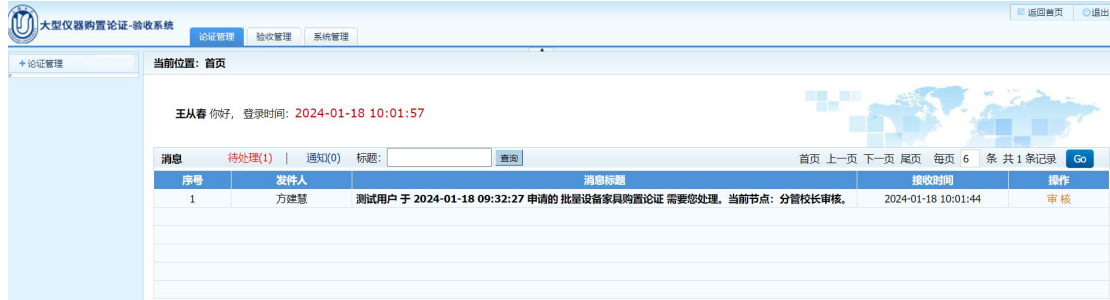 返回首页 退出
大型仪器购置论证-验收系统
论证管理 验收管理 系统管理
+论证管理
当前位置：首页
王从春 你好，登录时间：2024-01-18 10:01:57
消息 待处理(1) | 通知(0) 标题： 查询 首页 上一页 下一页 尾页 每页 6 条 共1条记录 Go
序号 发件人 消息标题 接收时间 操作
1 方建慧 测试用户 于 2024-01-18 09:32:27 申请的 批量设备家具购置论证 需要您处理。当前节点：分管校长审核。 2024-01-18 10:01:44 审 核